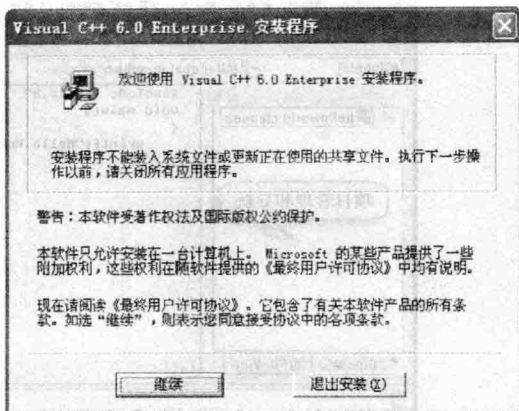 Visual C++ 6.0 Enterprise 安装程序
欢迎使用 Visual C++ 6.0 Enterprise 安装程序。
安装程序不能装入系统文件或更新正在使用的共享文件。执行下一步操
作以前，请关闭所有应用程序。
警告：本软件受著作权法及国际版权公约保护。
本软件只允许安装在一台计算机上。 Microsoft 的某些产品提供了一些
附加权利，这些权利在随软件提供的《最终用户许可协议》中均有说明。
现在请阅读《最终用户许可协议》。它包含了有关本软件产品的所有条
款。如选“继续”，则表示您同意接受协议中的各项条款。
继续
退出安装(X)